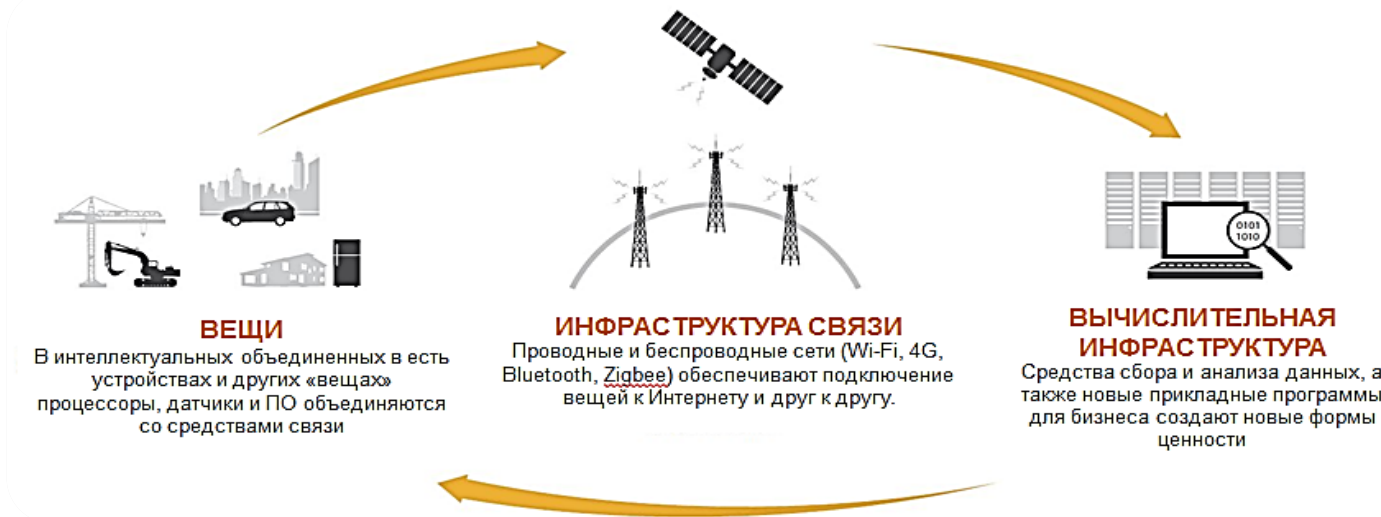 ВЕЩИ
В интеллектуальных объединенных в есть
устройствах и других «вещах»
процессоры, датчики и ПО объединяются
со средствами связи
ИНФРАСТРУКТУРА СВЯЗИ
Проводные и беспроводные сети (Wi-Fi, 4G,
Bluetooth, Zigbee) обеспечивают подключение
вещей к Интернету и друг к другу.
0101
1010
ВЫЧИСЛИТЕЛЬНАЯ
ИНФРАСТРУКТУРА
Средства сбора и анализа данных, а
также новые прикладные программы
для бизнеса создают новые формы
ценности